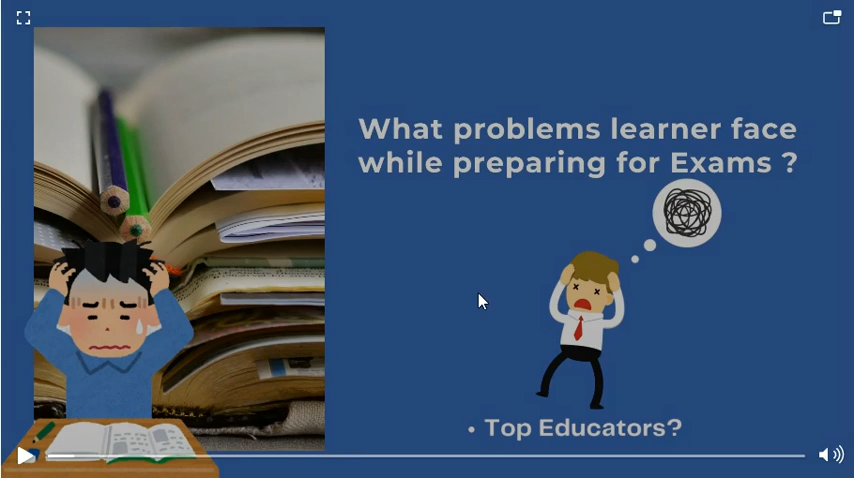 What problems learner face
while preparing for Exams ?
• Top Educators?